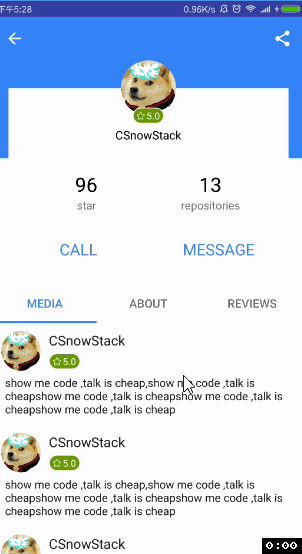 下午5:28
0.96K/s
5.0
CSnowStack
96
13
star
repositories
CALL
MESSAGE
MEDIA
ABOUT
REVIEWS
CSnowStack
5.0
show me code ,talk is cheap,show me code ,talk is
cheapshow me code ,talk is cheapshow me code ,talk is
cheapshow me code ,talk is cheap
CSnowStack
5.0
show me code ,talk is cheap,show me code ,talk is
cheapshow me code ,talk is cheapshow me code ,talk is
cheapshow me code ,talk is cheap
CSnowStack
0:00